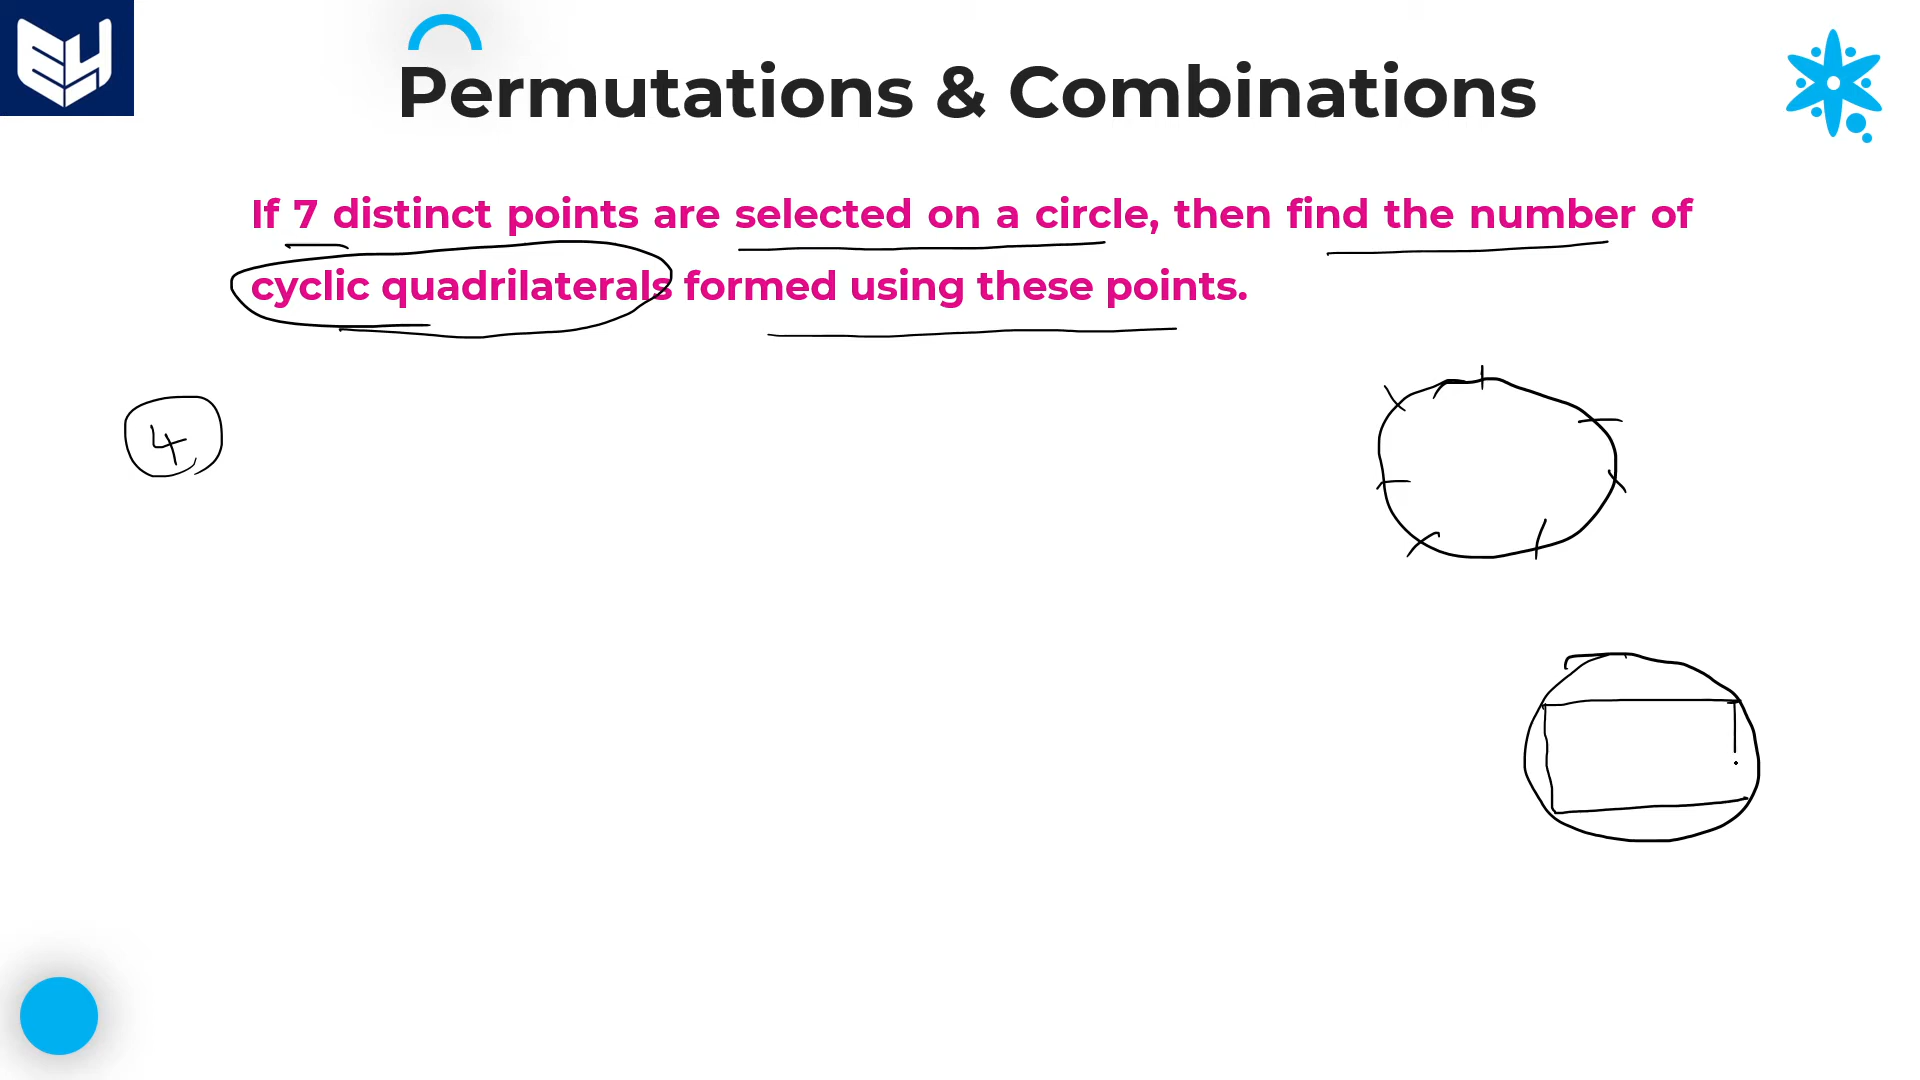 Permutations & Combinations
If 7 distinct points are selected on a circle, then find the number of
cyclic quadrilaterals formed using these points.
4